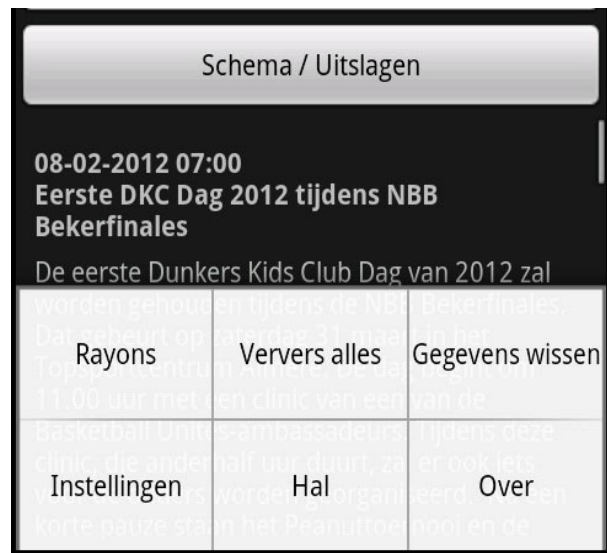 Schema / Uitslagen
08-02-2012 07:00
Eerste DKC Dag 2012 tijdens NBB
Bekerfinales
De eerste Dunkers Kids Club Dag van 2012 zal
worden gehouden tijdens de NBB Bekerfinales.
Dat gebeurt op zaterdag 31 maart in het
Topsportcentrum Almere. De dag begint om
11.00 uur met een clinic van een van de
Basketball Unites-ambassadeurs. Tijdens deze
clinic, die anderhalf uur duurt, zal er ook iets
worden georganiseerd. een
korte pauze staan het Peanuttoernooi en de
Rayons
Ververs alles
Gegevens wissen
Instellingen
Hal
Over